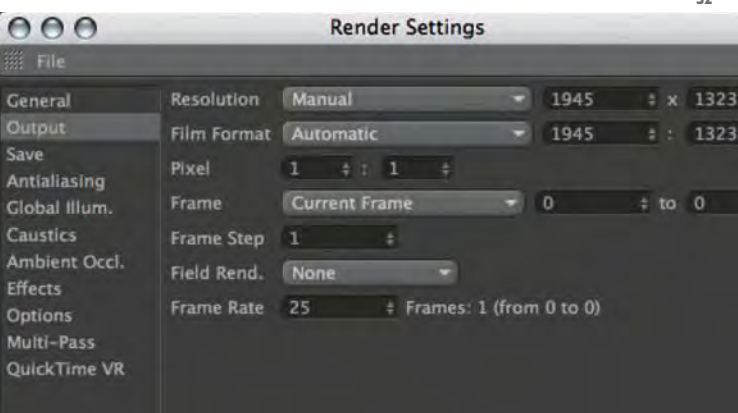 Render Settings
File
General
Output
Save
Antialiasing
Global Illum.
Caustics
Ambient Occl.
Effects
Options
Multi-Pass
QuickTime VR
Resolution Manual 1945 x 1323
Film Format Automatic 1945 : 1323
Pixel 1 : 1
Frame Current Frame 0 to 0
Frame Step 1
Field Rend. None
Frame Rate 25 Frames: 1 (from 0 to 0)